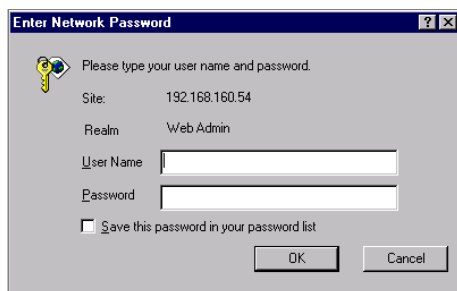 Enter Network Password
Please type your user name and password.
Site: 192.168.160.54
Realm Web Admin
User Name
Password
Save this password in your password list
OK Cancel